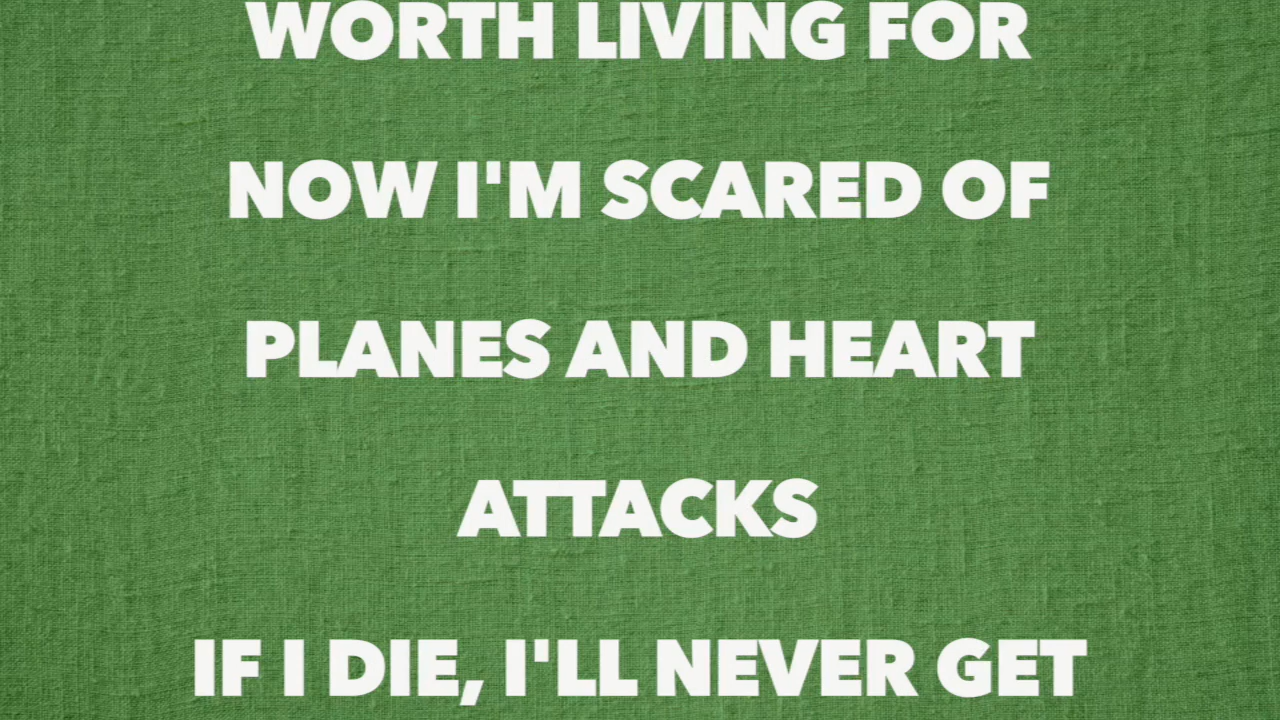 WORTH LIVING FOR
NOW I'M SCARED OF
PLANES AND HEART
ATTACKS
IF I DIE, I'LL NEVER GET